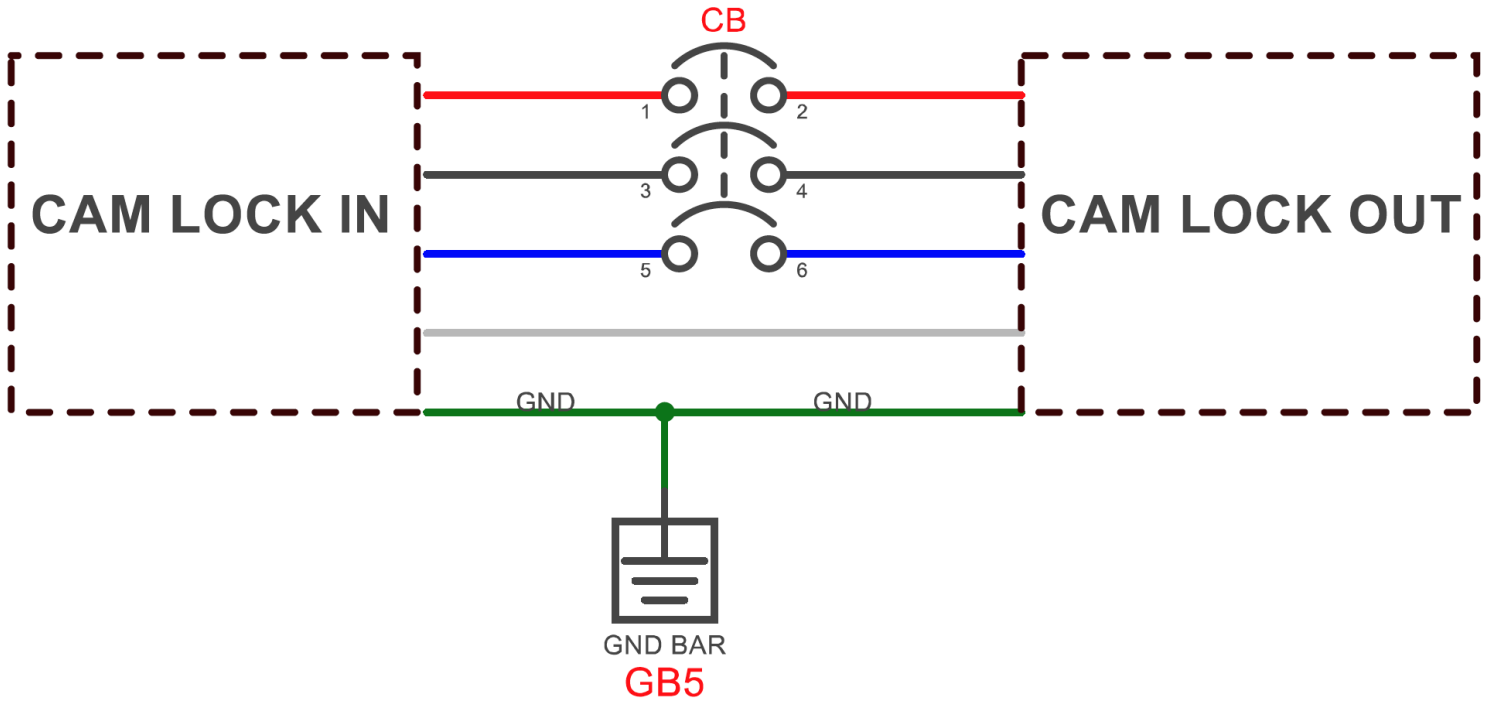 CB
1 2
3 4
CAM LOCK IN
CAM LOCK OUT
5 6
GND GND
GND BAR
GB5